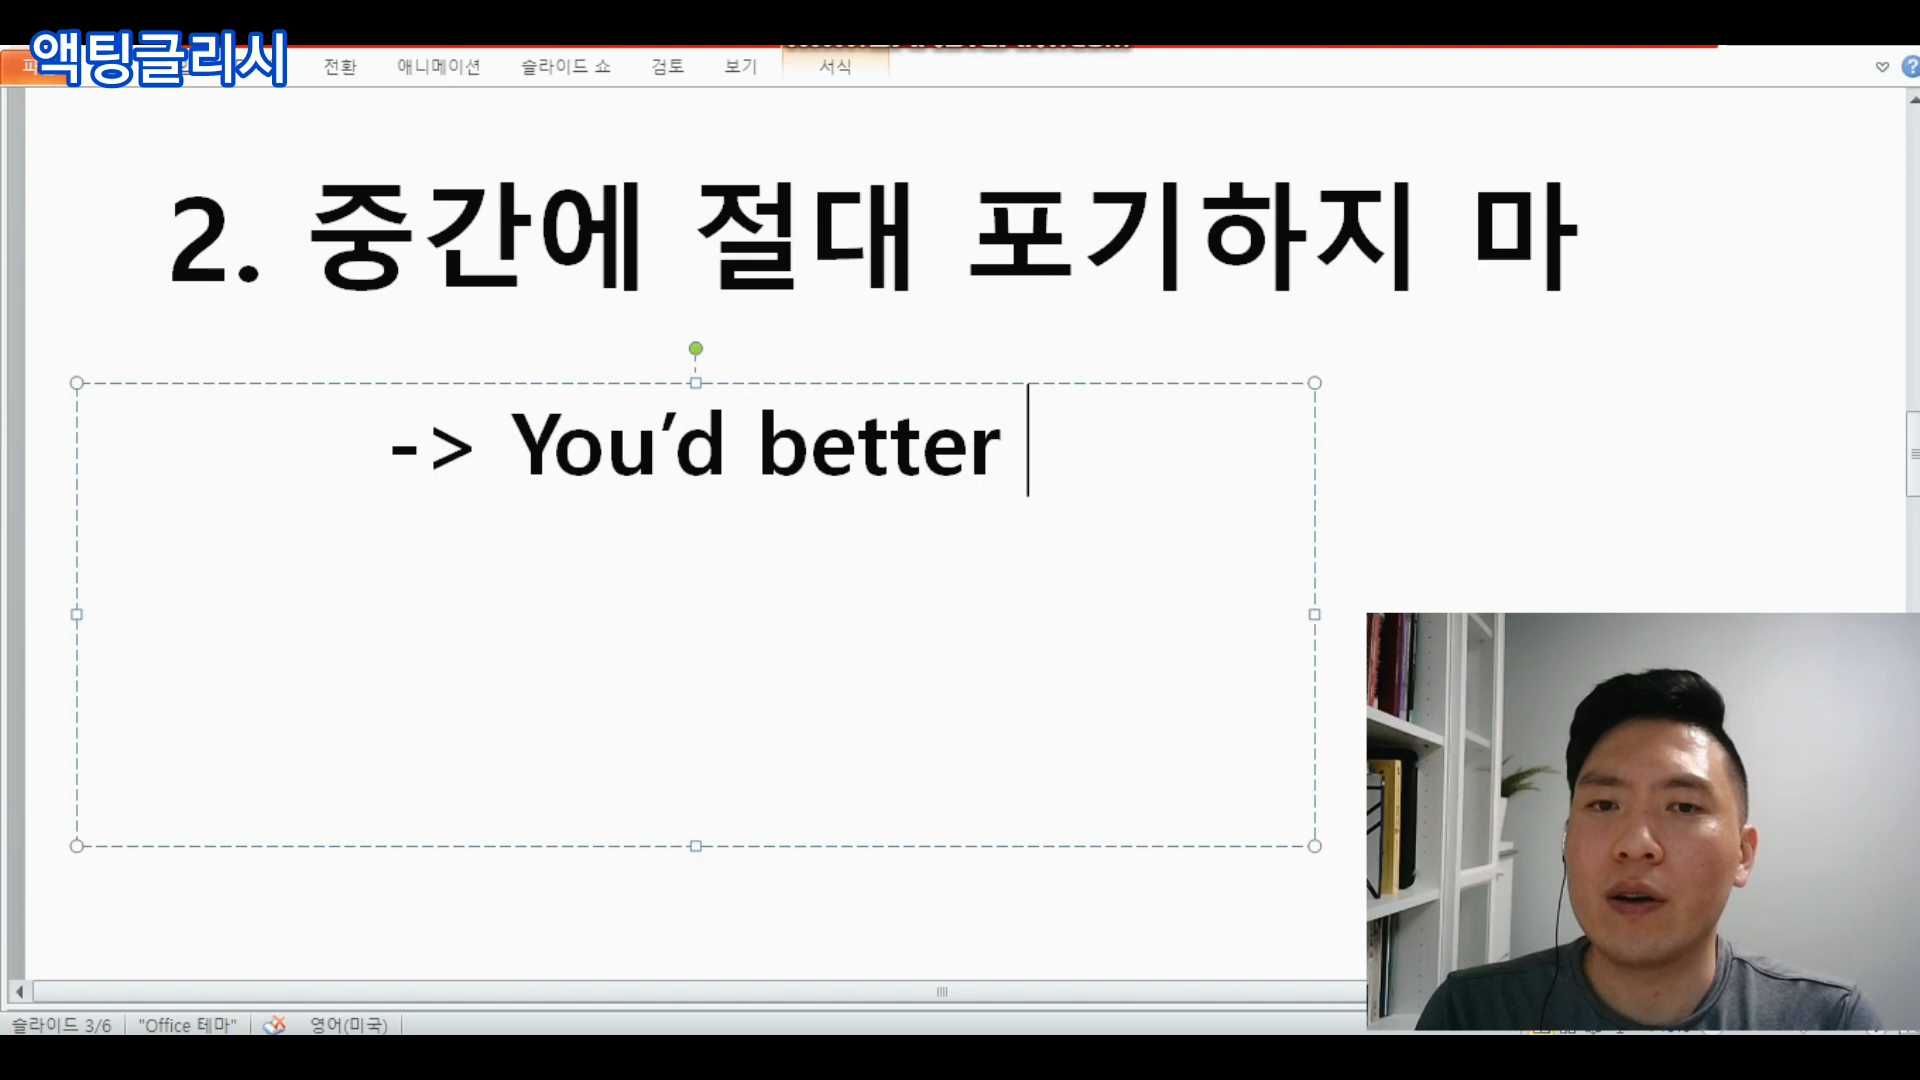 액팅글리시
전환 애니메이션 슬라이드 쇼 검토 보기 서식
2. 중간에 절대 포기하지 마
-> You’d better
슬라이드 3/6 "Office 테마" 영어(미국)